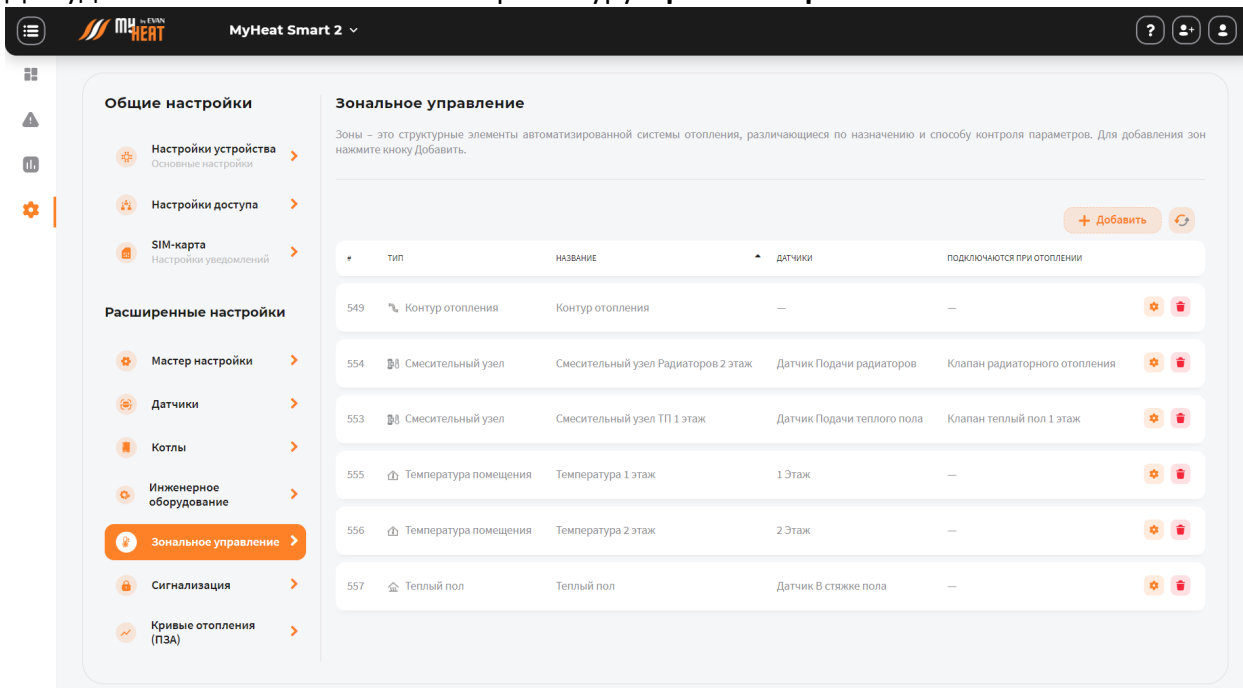 MYHEAT by EVAN
MyHeat Smart 2
?
Общие настройки
Настройки устройства
Основные настройки
Настройки доступа
SIM-карта
Настройки уведомлений
Расширенные настройки
Мастер настройки
Датчики
Котлы
Инженерное
оборудование
Зональное управление
Сигнализация
Кривые отопления
(ПЗА)
Зональное управление
Зоны – это структурные элементы автоматизированной системы отопления, различающиеся по назначению и способу контроля параметров. Для добавления зон
нажмите кноку Добавить.
+ Добавить
# ТИП НАЗВАНИЕ ДАТЧИКИ ПОДКЛЮЧАЮТСЯ ПРИ ОТОПЛЕНИИ
549 Контур отопления Контур отопления — —
554 Смесительный узел Смесительный узел Радиаторов 2 этаж Датчик Подачи радиаторов Клапан радиаторного отопления
553 Смесительный узел Смесительный узел ТП 1 этаж Датчик Подачи теплого пола Клапан теплый пол 1 этаж
555 Температура помещения Температура 1 этаж 1 Этаж —
556 Температура помещения Температура 2 этаж 2 Этаж —
557 Теплый пол Теплый пол Датчик В стяжке пола —